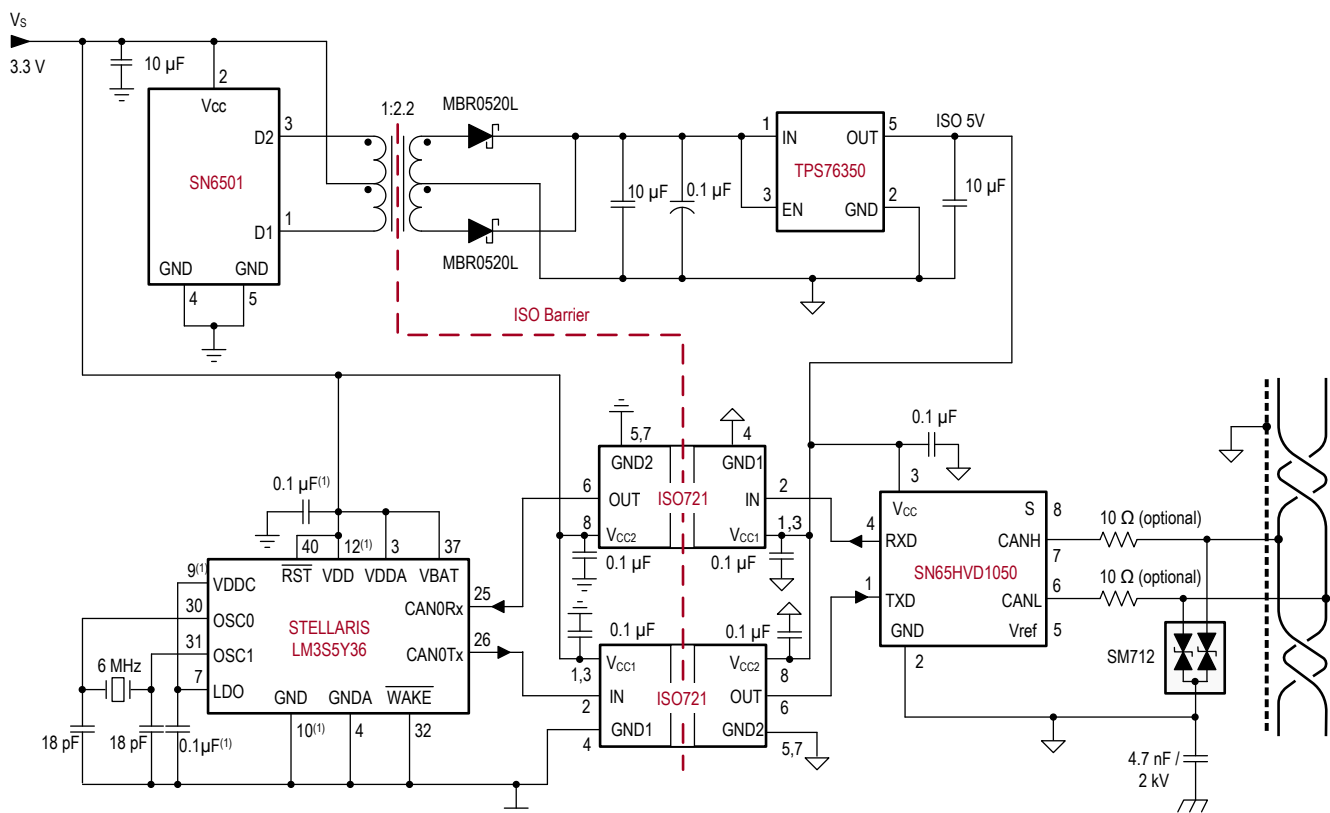 VS
3.3 V
10 µF
2
Vcc
D2
3
SN6501
D1
1
GND
GND
4
5
1:2.2
MBR0520L
MBR0520L
10 µF
0.1 µF
1
IN
OUT
5
TPS76350
3
EN
GND
2
ISO 5V
10 µF
ISO Barrier
5,7
GND2
6
OUT
8
VCC2
0.1 µF
ISO721
4
GND1
IN
2
VCC1
1,3
0.1 µF
0.1 µF
VCC1
1,3
IN
2
GND1
4
ISO721
0.1 µF
VCC2
8
OUT
6
GND2
5,7
0.1 µF(1)
40
12(1)
3
37
RST
VDD
VDDA
VBAT
9(1)
VDDC
30
OSC0
31
OSC1
7
LDO
STELLARIS
LM3S5Y36
25
CAN0Rx
26
CAN0Tx
GND
GNDA
WAKE
10(1)
4
32
6 MHz
18 pF
18 pF
0.1µF(1)
0.1 µF
3
VCC
S
8
4
RXD
CANH
7
SN65HVD1050
1
TXD
CANL
6
GND
Vref
5
2
10 Ω (optional)
10 Ω (optional)
SM712
4.7 nF /
2 kV